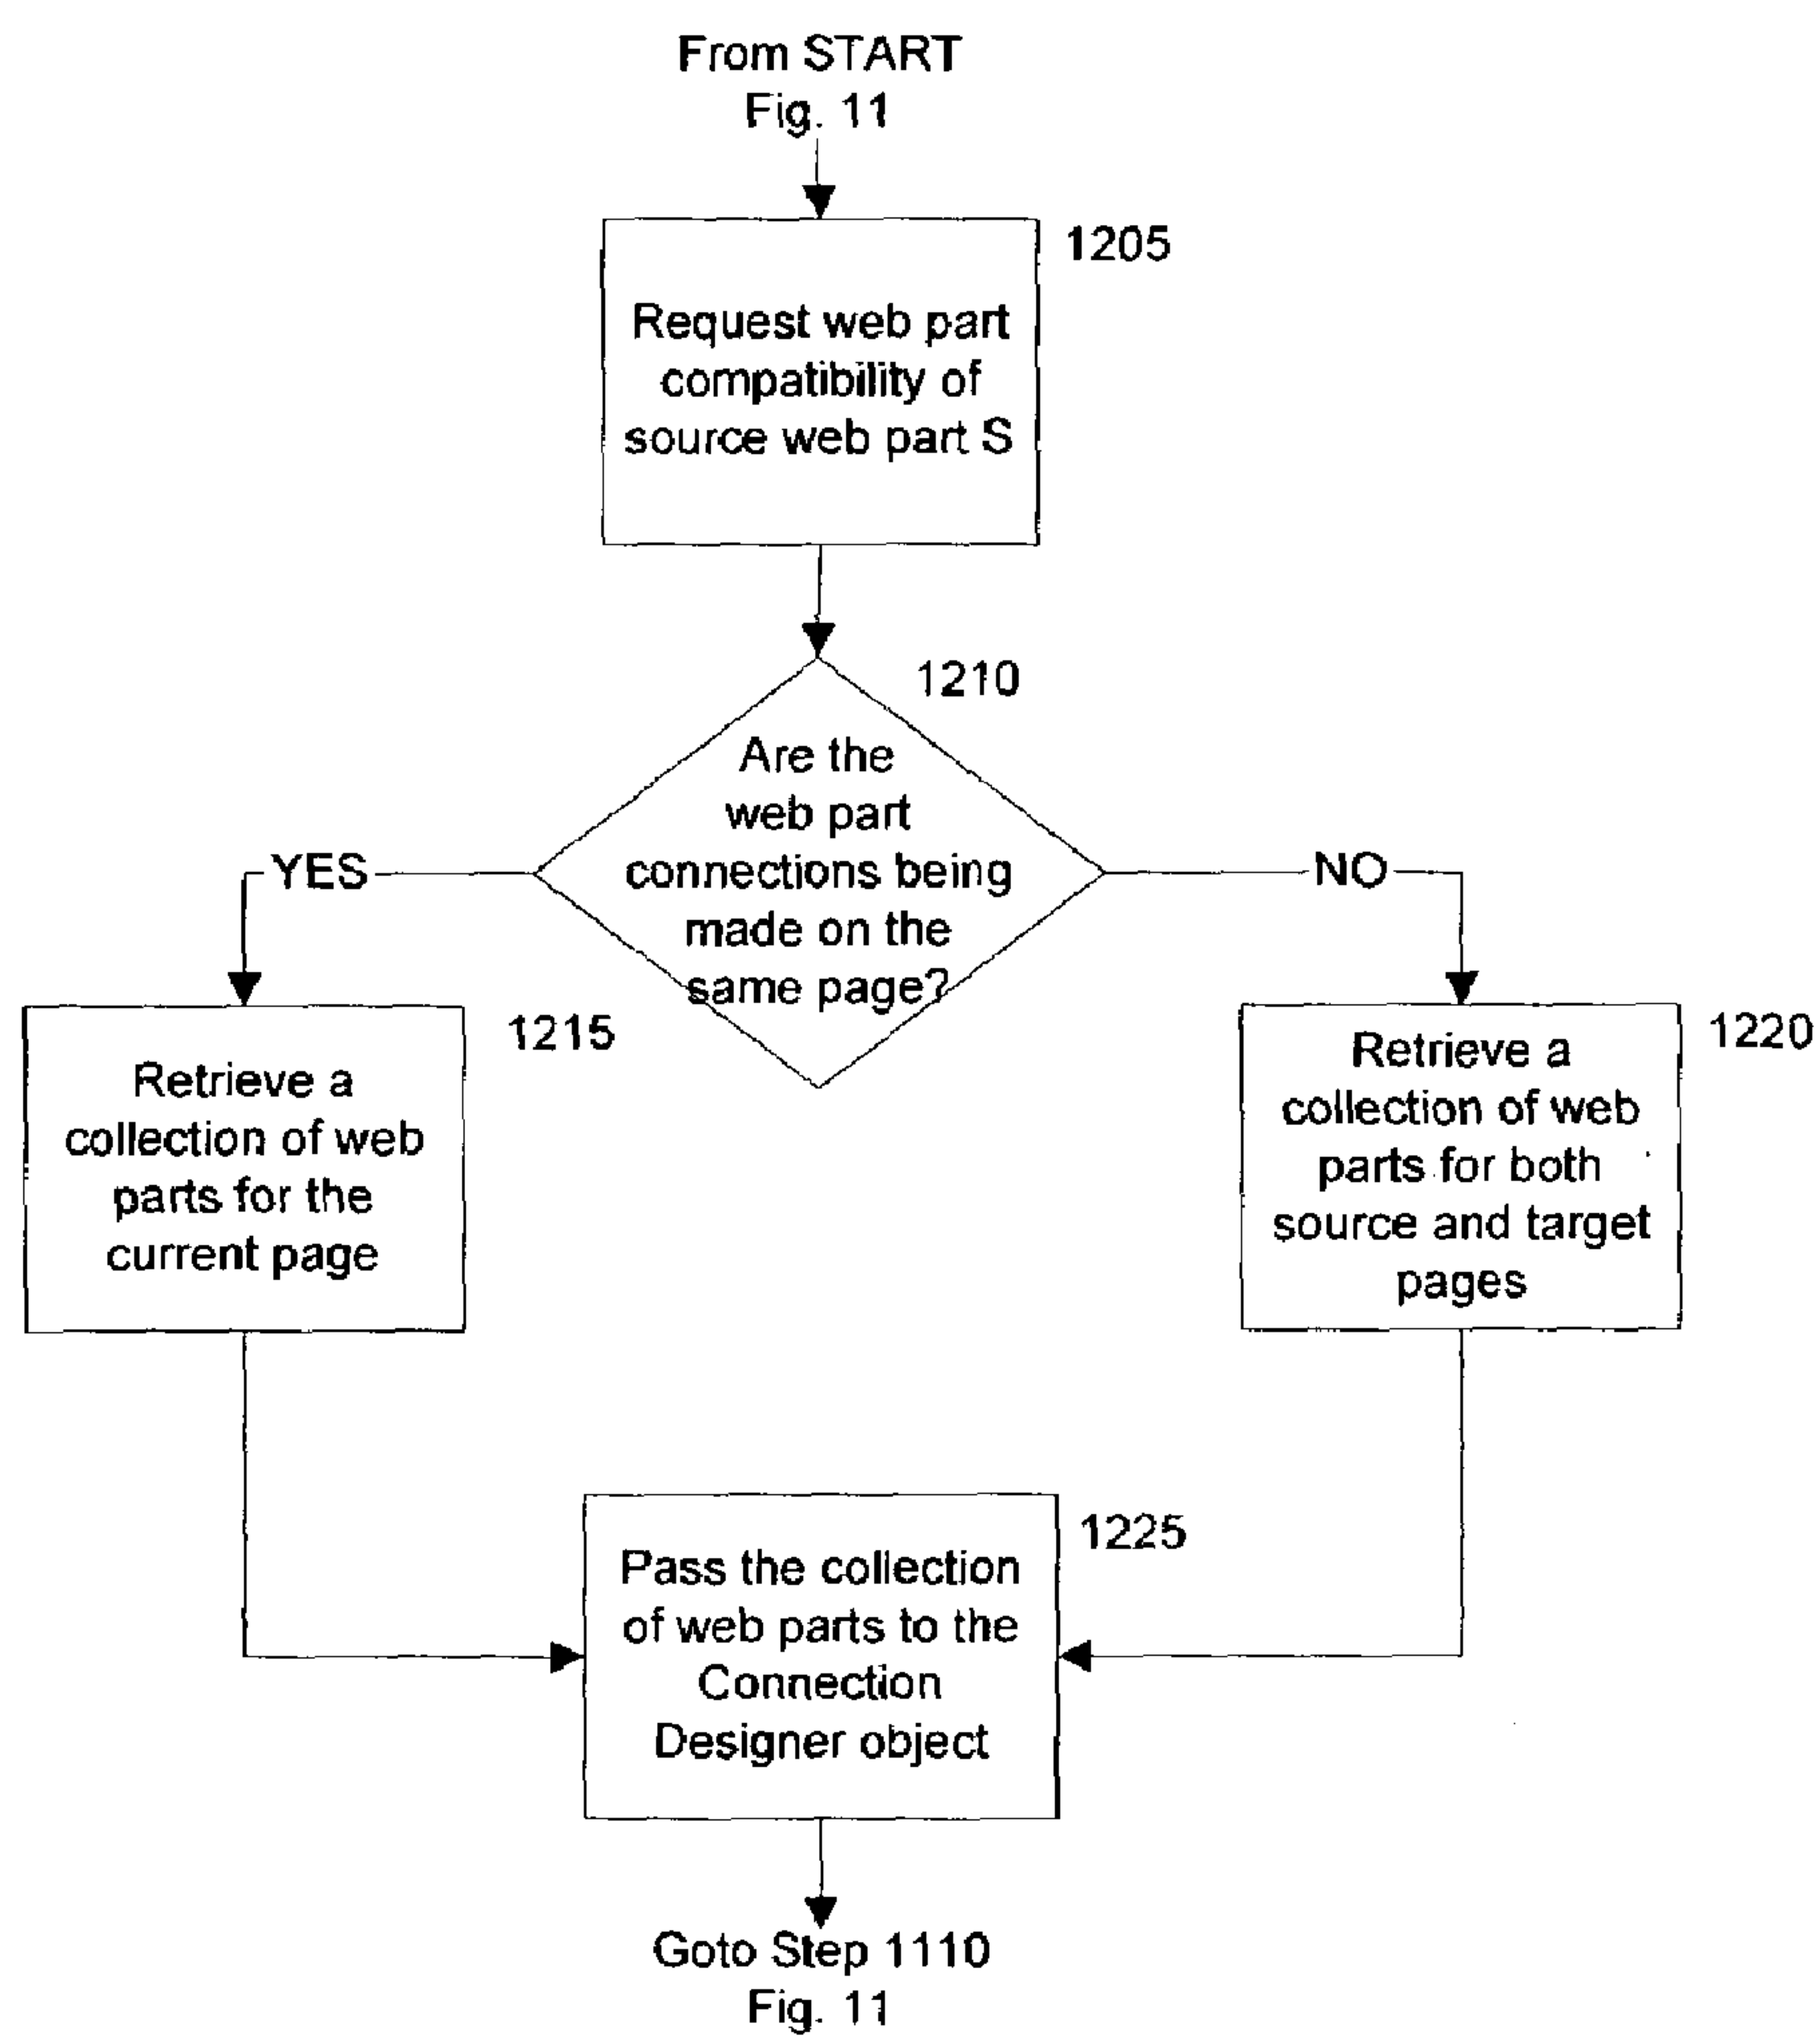 From START
Fig. 11
1205
Request web part
compatibility of
source web part S
1210
Are the
web part
connections being
made on the
same page?
YES
NO
1215
Retrieve a
collection of web
parts for the
current page
1220
Retrieve a
collection of web
parts for both
source and target
pages
1225
Pass the collection
of web parts to the
Connection
Designer object
Goto Step 1110
Fig. 11